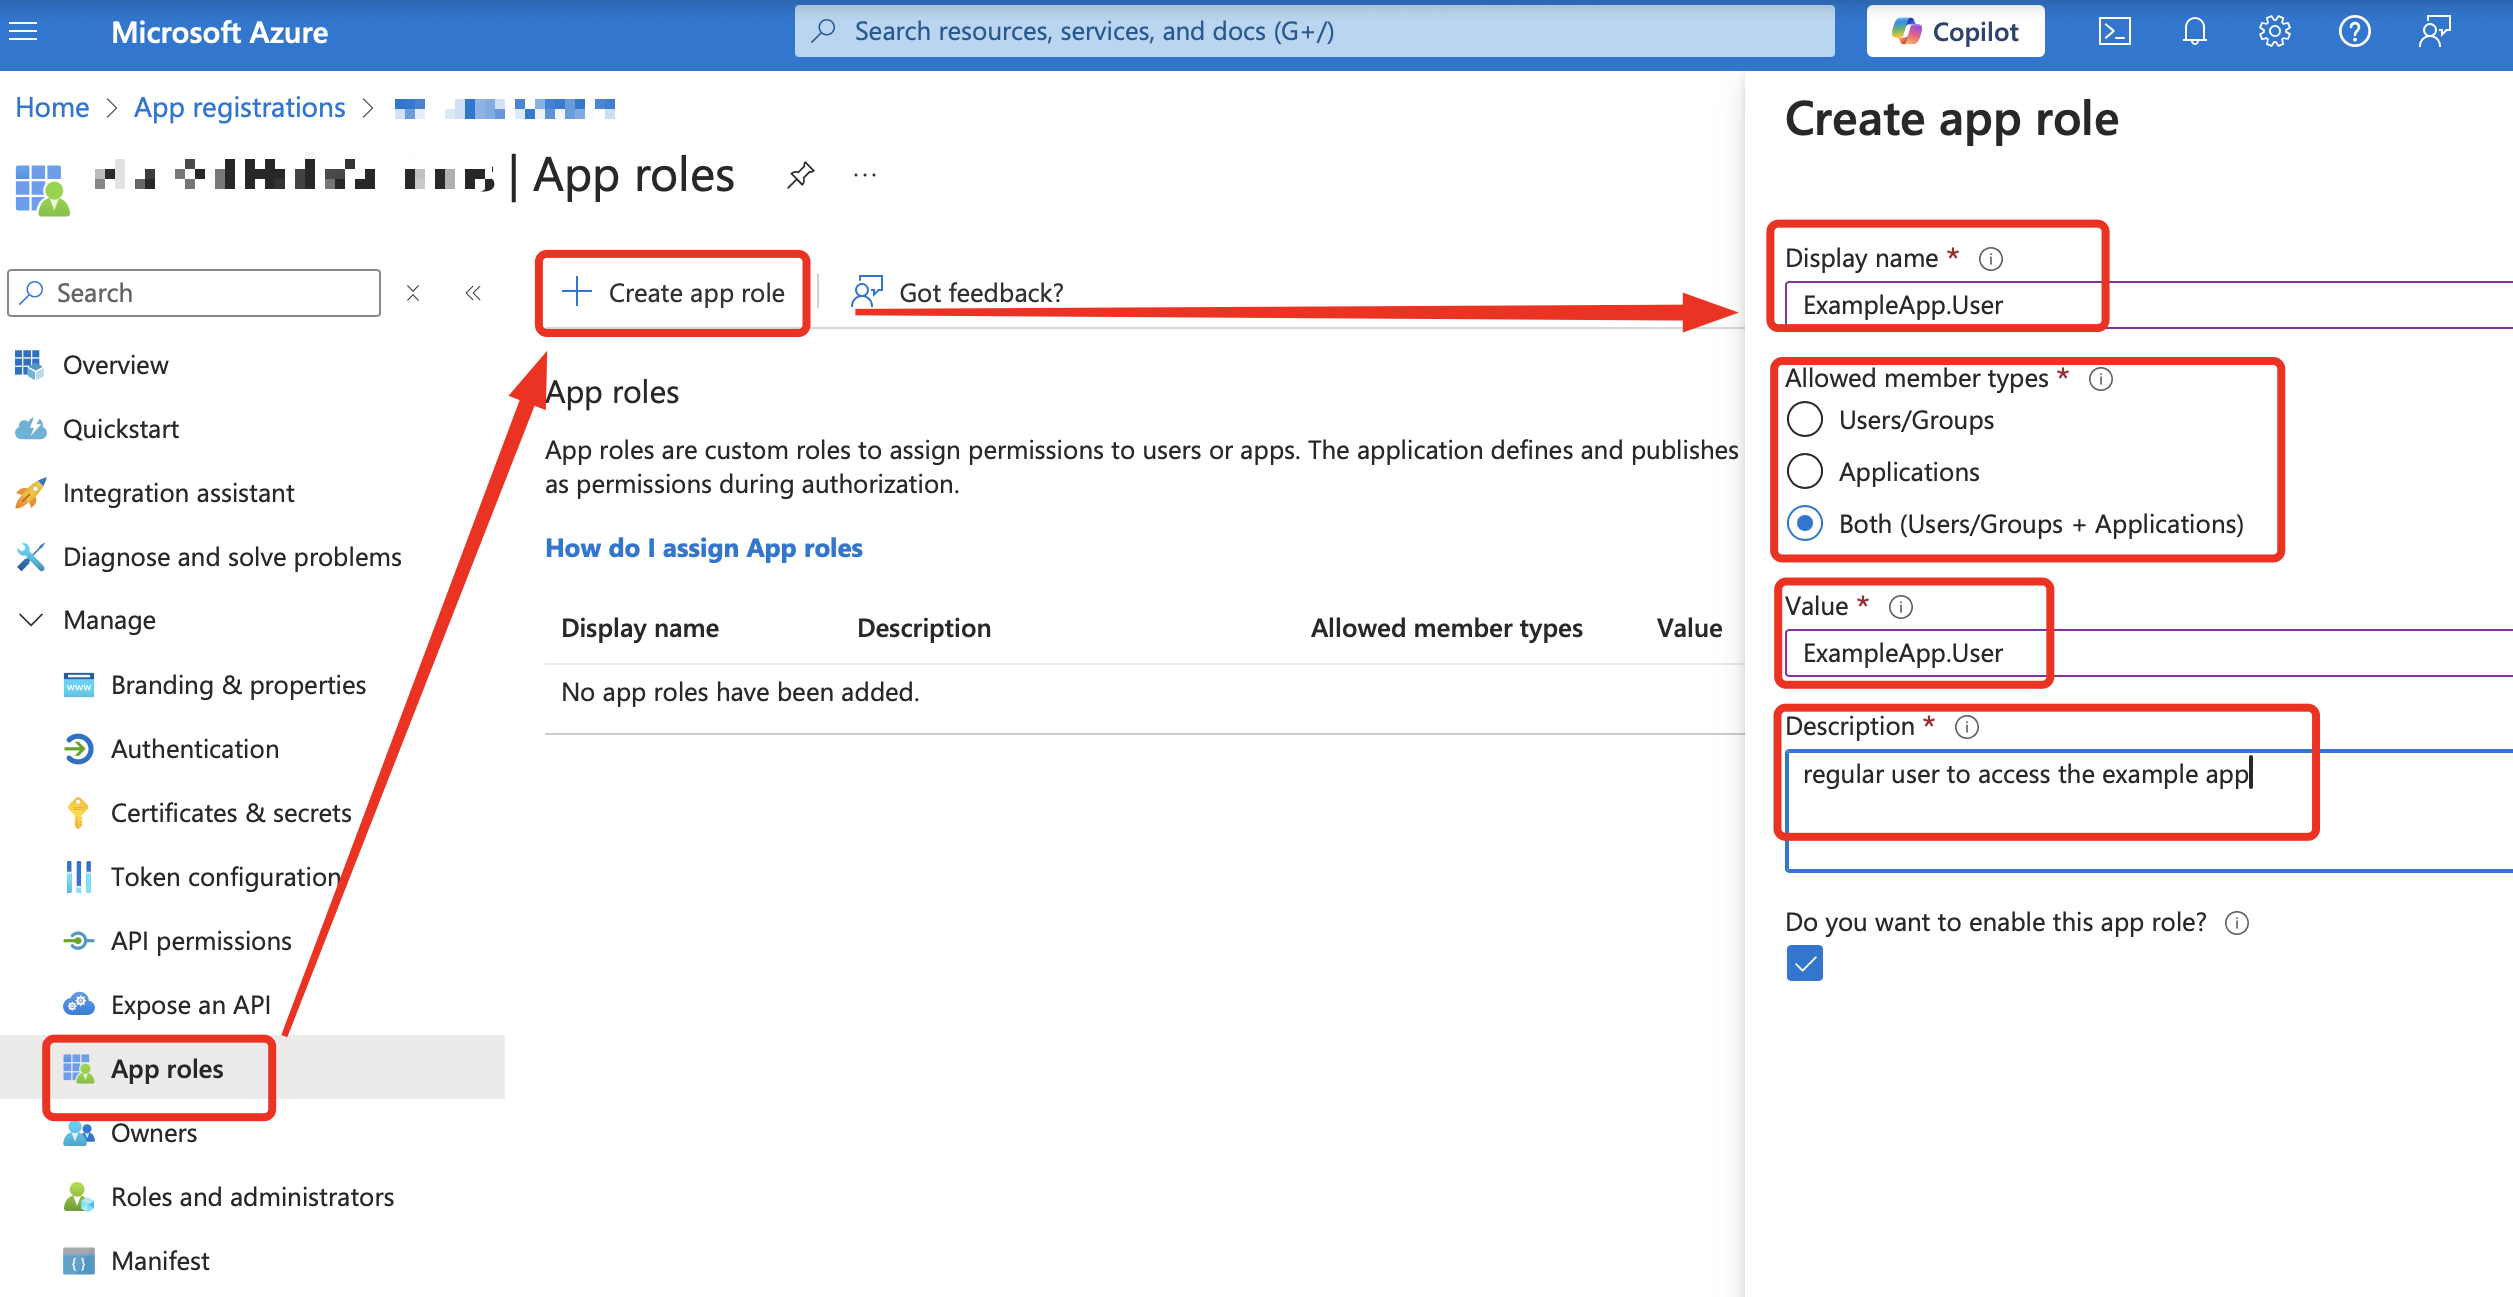 Microsoft Azure
Search resources, services, and docs (G+/)
Copilot
Home > App registrations >
| App roles
...
Search
Overview
Quickstart
Integration assistant
Diagnose and solve problems
Manage
Branding & properties
Authentication
Certificates & secrets
Token configuration
API permissions
Expose an API
App roles
Owners
Roles and administrators
Manifest
Create app role
Got feedback?
App roles
App roles are custom roles to assign permissions to users or apps. The application defines and publishes
as permissions during authorization.
How do I assign App roles
Display name Description Allowed member types Value
No app roles have been added.
Create app role
Display name *
ExampleApp.User
Allowed member types *
Users/Groups
Applications
Both (Users/Groups + Applications)
Value *
ExampleApp.User
Description *
regular user to access the example app
Do you want to enable this app role?